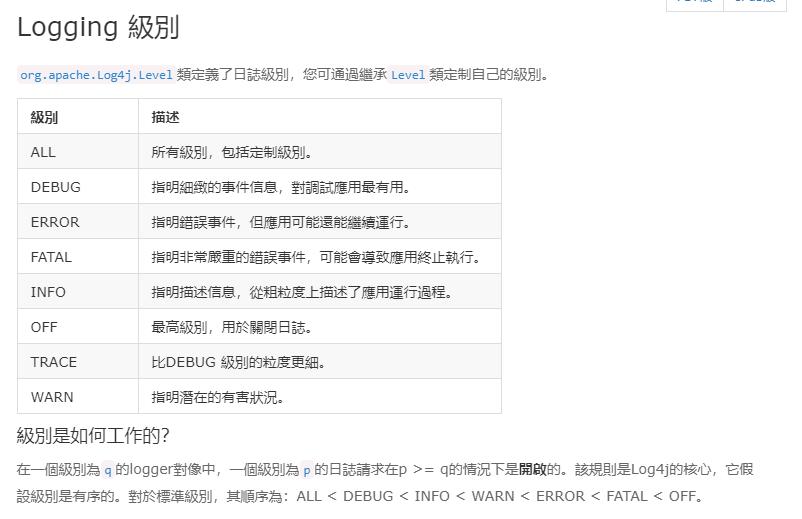 Logging 級別
org.apache.Log4j.Level 類定義了日誌級別，您可通過繼承 Level 類定制自己的級別。
級別 描述
ALL 所有級別，包括定制級別。
DEBUG 指明細緻的事件信息，對調試應用最有用。
ERROR 指明錯誤事件，但應用可能還能繼續運行。
FATAL 指明非常嚴重的錯誤事件，可能會導致應用終止執行。
INFO 指明描述信息，從粗粒度上描述了應用運行過程。
OFF 最高級別，用於關閉日誌。
TRACE 比DEBUG 級別的粒度更細。
WARN 指明潛在的有害狀況。
級別是如何工作的？
在一個級別為 q 的logger對像中，一個級別為 p 的日誌請求在p >= q的情況下是開啟的。該規則是Log4j的核心，它假
設級別是有序的。對於標準級別，其順序為：ALL < DEBUG < INFO < WARN < ERROR < FATAL < OFF。